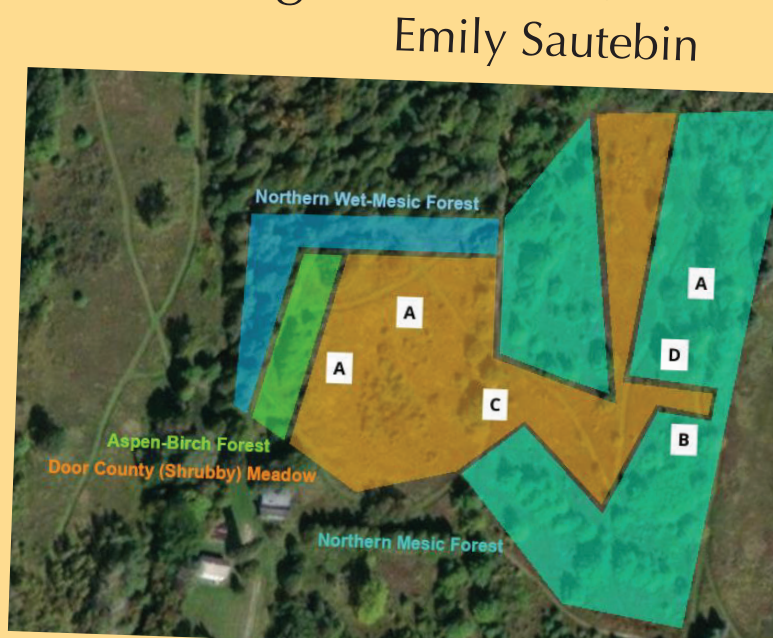 Emily Sautebin
Northern Wet-Mesic Forest
A
A
A
D
C
B
Aspen-Birch Forest
Door County (Shrubby) Meadow
Northern Mesic Forest